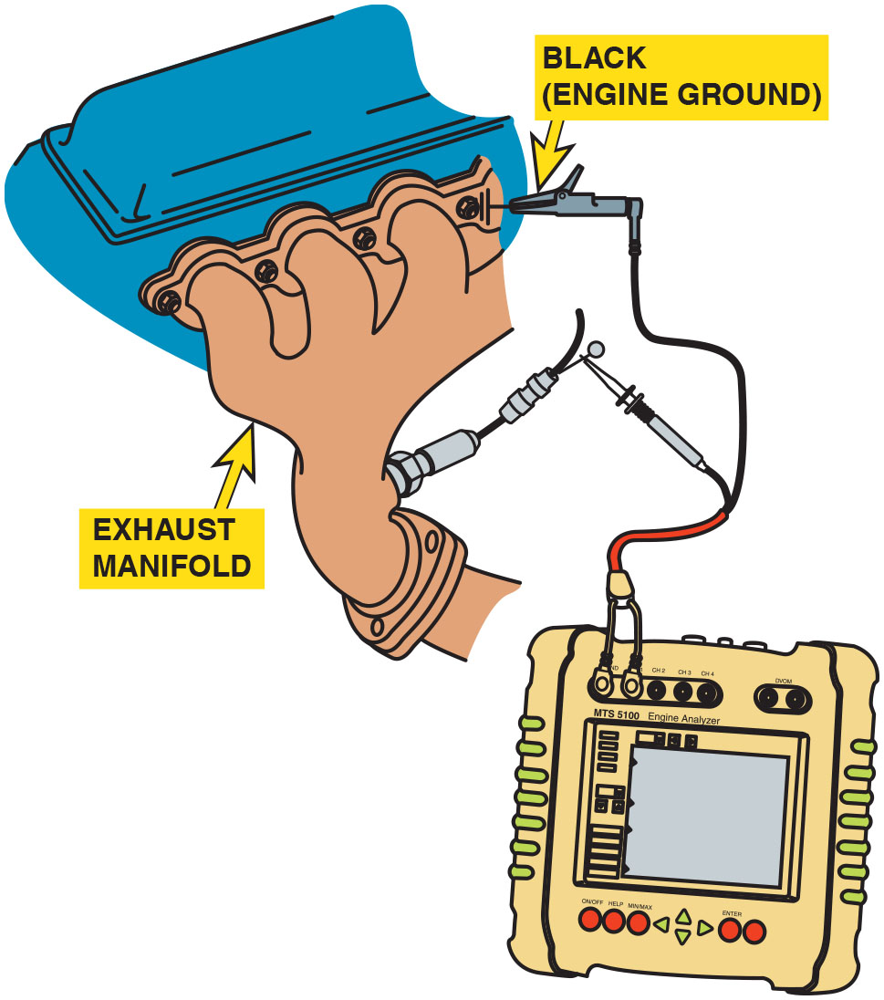 BLACK
(ENGINE GROUND)
EXHAUST
MANIFOLD
CH 2
CH 3
CH 4
DVOM
MTS 5100 Engine Analyzer
ON/OFF HELP MIN/MAX
ENTER